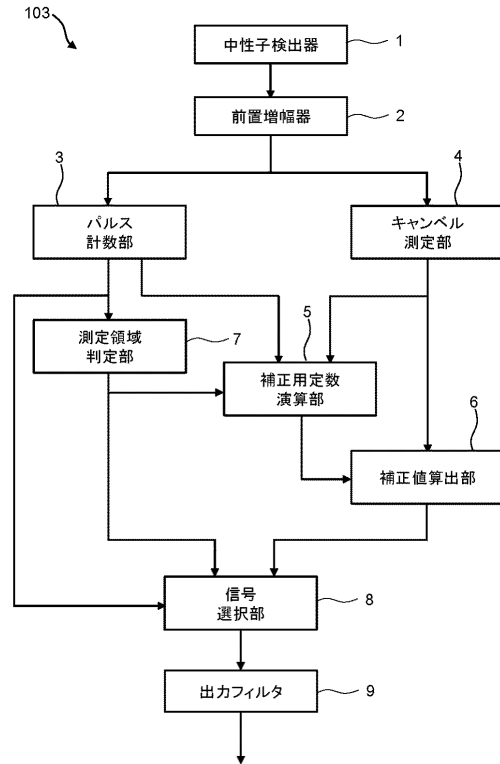 103
中性子検出器
1
前置増幅器
2
3
パルス
計数部
4
キャンベル
測定部
測定領域
判定部
7
5
補正用定数
演算部
6
補正値算出部
信号
選択部
8
出力フィルタ
9